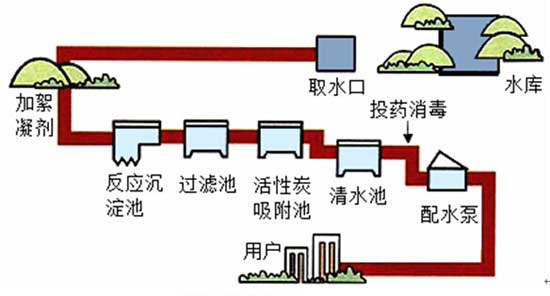 取水口
水库
加絮
凝剂
投药消毒
反应沉
淀池
过滤池
活性炭
吸附池
清水池
配水泵
用户